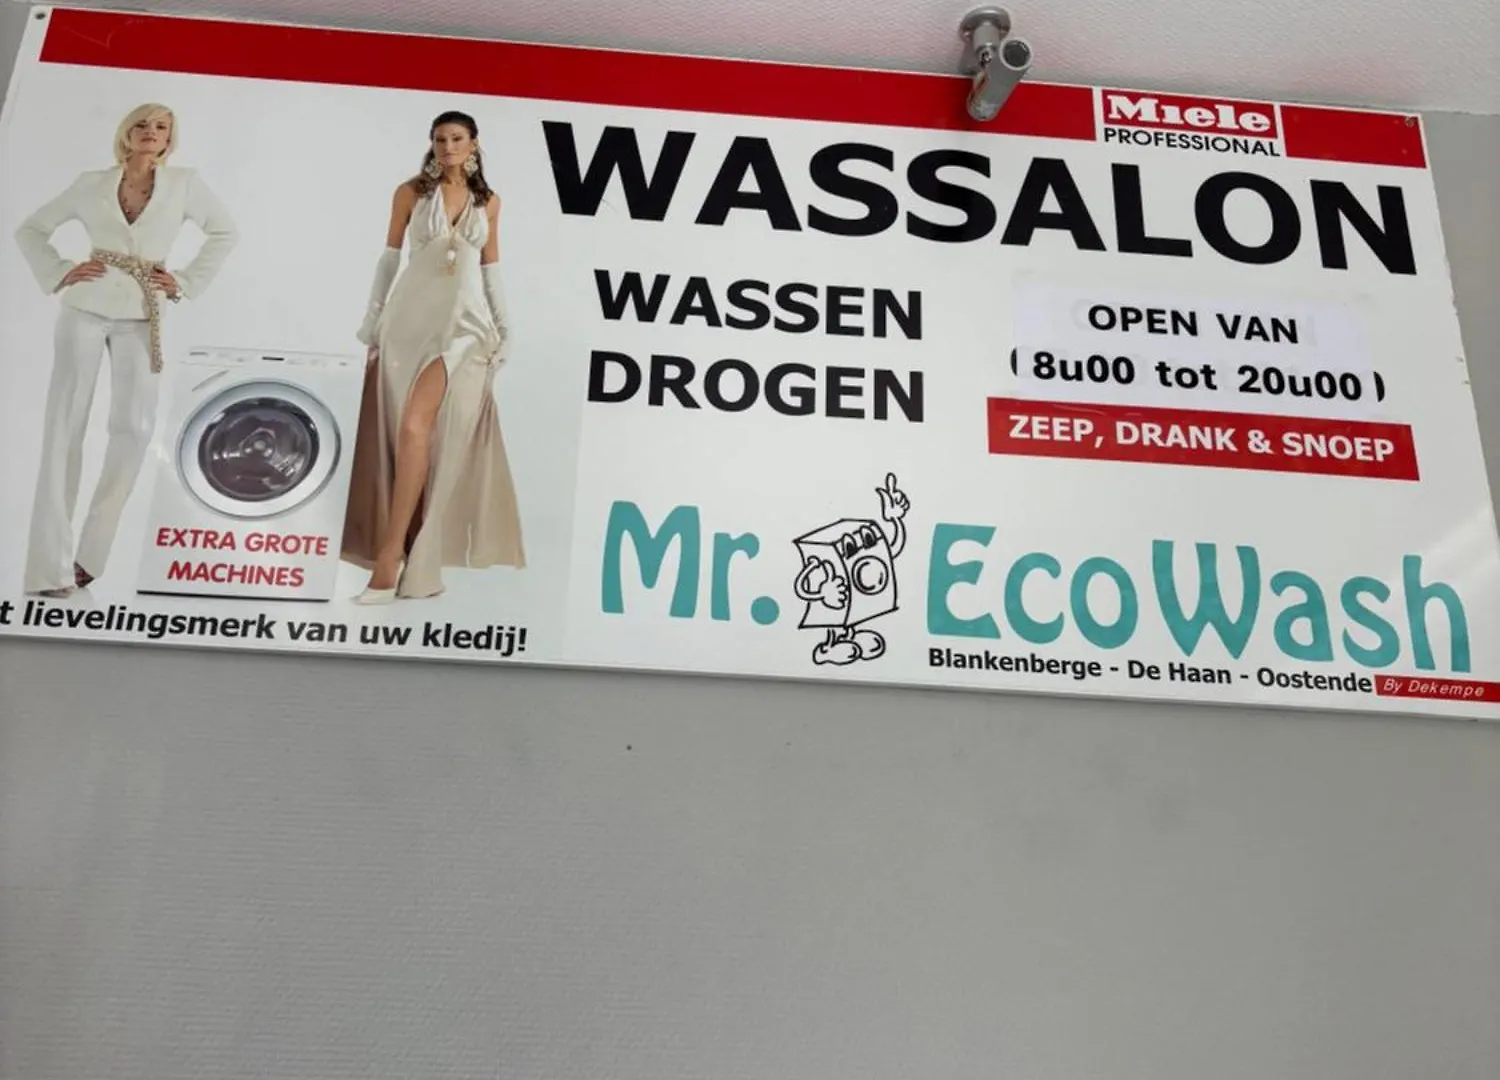 Miele
PROFESSIONAL
WASSALON
WASSEN
DROGEN
OPEN VAN
8u00 tot 20u00
ZEEP, DRANK & SNOEP
EXTRA GROTE
MACHINES
t lievelingsmerk van uw kledij!
Mr. EcoWash
Blankenberge - De Haan - Oostende
By Dekempe